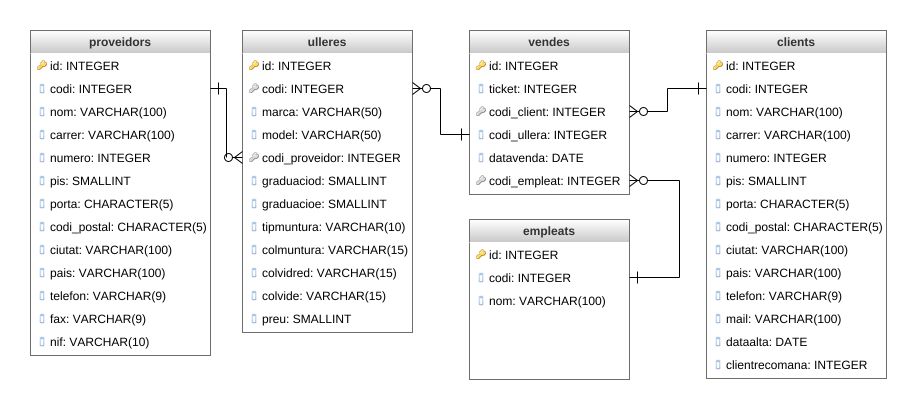 proveidors
id: INTEGER
codi: INTEGER
nom: VARCHAR(100)
carrer: VARCHAR(100)
numero: INTEGER
pis: SMALLINT
porta: CHARACTER(5)
codi_postal: CHARACTER(5)
ciutat: VARCHAR(100)
pais: VARCHAR(100)
telefon: VARCHAR(9)
fax: VARCHAR(9)
nif: VARCHAR(10)
ulleres
id: INTEGER
codi: INTEGER
marca: VARCHAR(50)
model: VARCHAR(50)
codi_proveidor: INTEGER
graduaciod: SMALLINT
graduacioe: SMALLINT
tipmuntura: VARCHAR(10)
colmuntura: VARCHAR(15)
colvidred: VARCHAR(15)
colvide: VARCHAR(15)
preu: SMALLINT
vendes
id: INTEGER
ticket: INTEGER
codi_client: INTEGER
codi_ullera: INTEGER
datavenda: DATE
codi_empleat: INTEGER
empleats
id: INTEGER
codi: INTEGER
nom: VARCHAR(100)
clients
id: INTEGER
codi: INTEGER
nom: VARCHAR(100)
carrer: VARCHAR(100)
numero: INTEGER
pis: SMALLINT
porta: CHARACTER(5)
codi_postal: CHARACTER(5)
ciutat: VARCHAR(100)
pais: VARCHAR(100)
telefon: VARCHAR(9)
mail: VARCHAR(100)
dataalta: DATE
clientrecomana: INTEGER